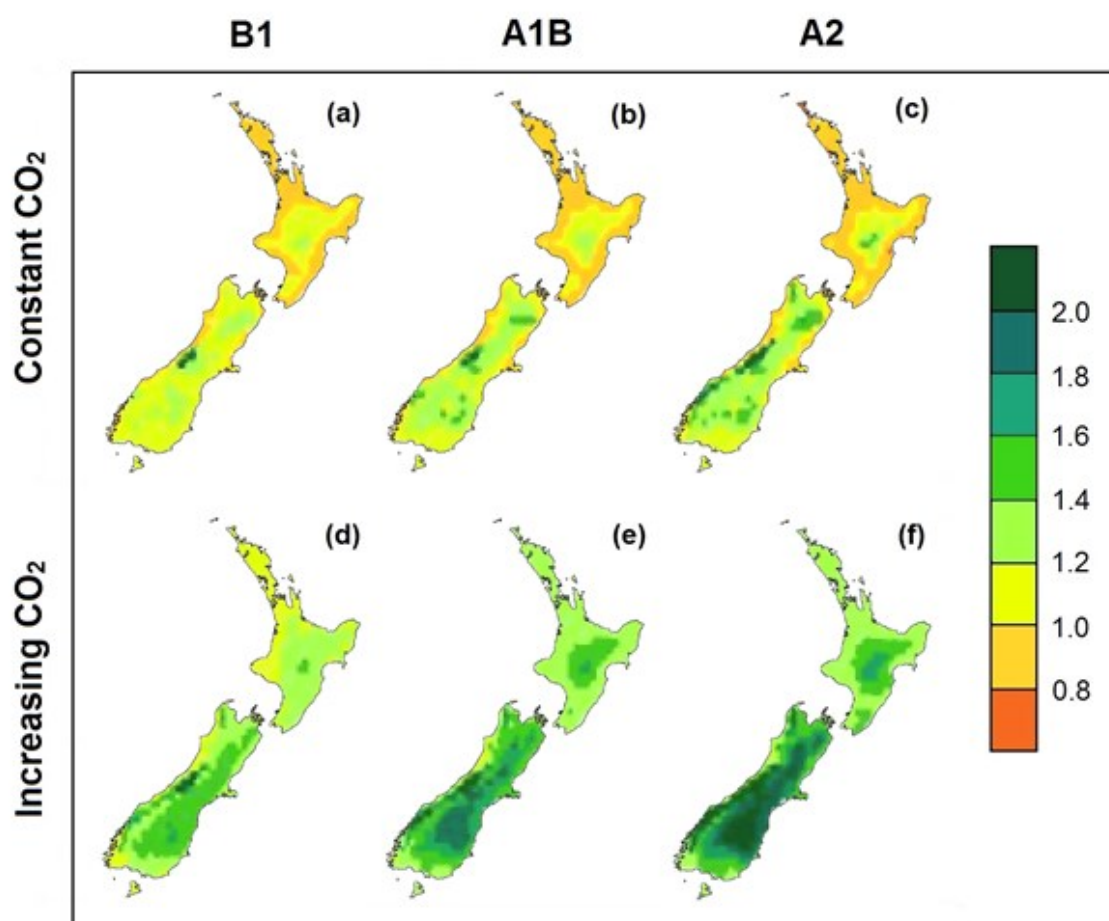 B1 A1B A2
Constant CO₂
(a) (b) (c)
Increasing CO₂
(d) (e) (f)
2.0
1.8
1.6
1.4
1.2
1.0
0.8